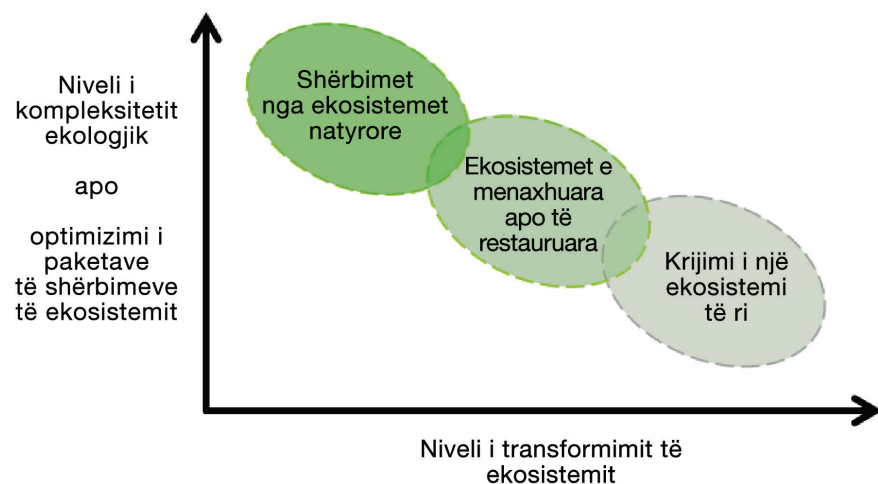 Niveli i
kompleksitetit
ekologjik
apo
optimizimi i
paketave
të shërbimeve
të ekosistemit
Shërbimet
nga ekosistemet
natyrore
Ekosistemet e
menaxhuara
apo të
restauruara
Krijimi i një
ekosistemi
të ri
Niveli i transformimit të
ekosistemit